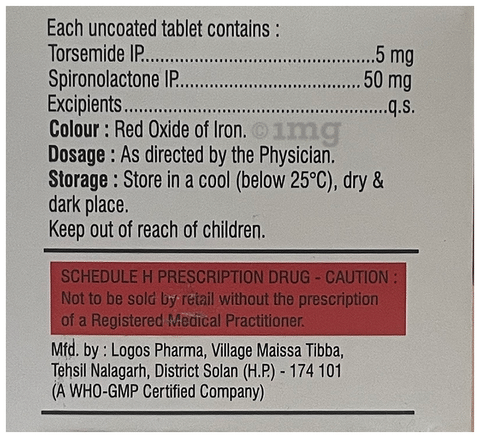 Each uncoated tablet contains :
Torsemide IP..........................................5 mg
Spironolactone IP............................... 50 mg
Excipients.............................................q.s.
Colour : Red Oxide of Iron. ©1mg
Dosage : As directed by the Physician.
Storage : Store in a cool (below 25°C), dry &
dark place.
Keep out of reach of children.
SCHEDULE H PRESCRIPTION DRUG - CAUTION :
Not to be sold by retail without the prescription
of a Registered Medical Practitioner.
Mfd. by : Logos Pharma, Village Maissa Tibba,
Tehsil Nalagarh, District Solan (H.P.) - 174 101
(A WHO-GMP Certified Company)